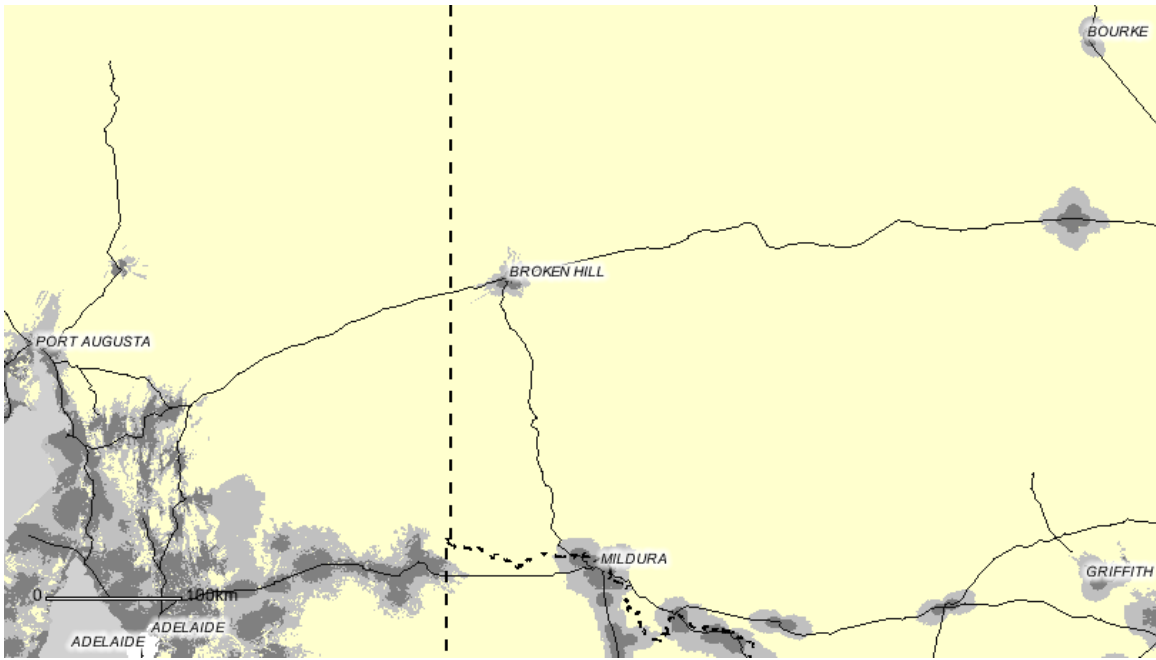 BOURKE
BROKEN HILL
PORT AUGUSTA
MILDURA
GRIFFITH
0 100km
ADELAIDE
ADELAIDE